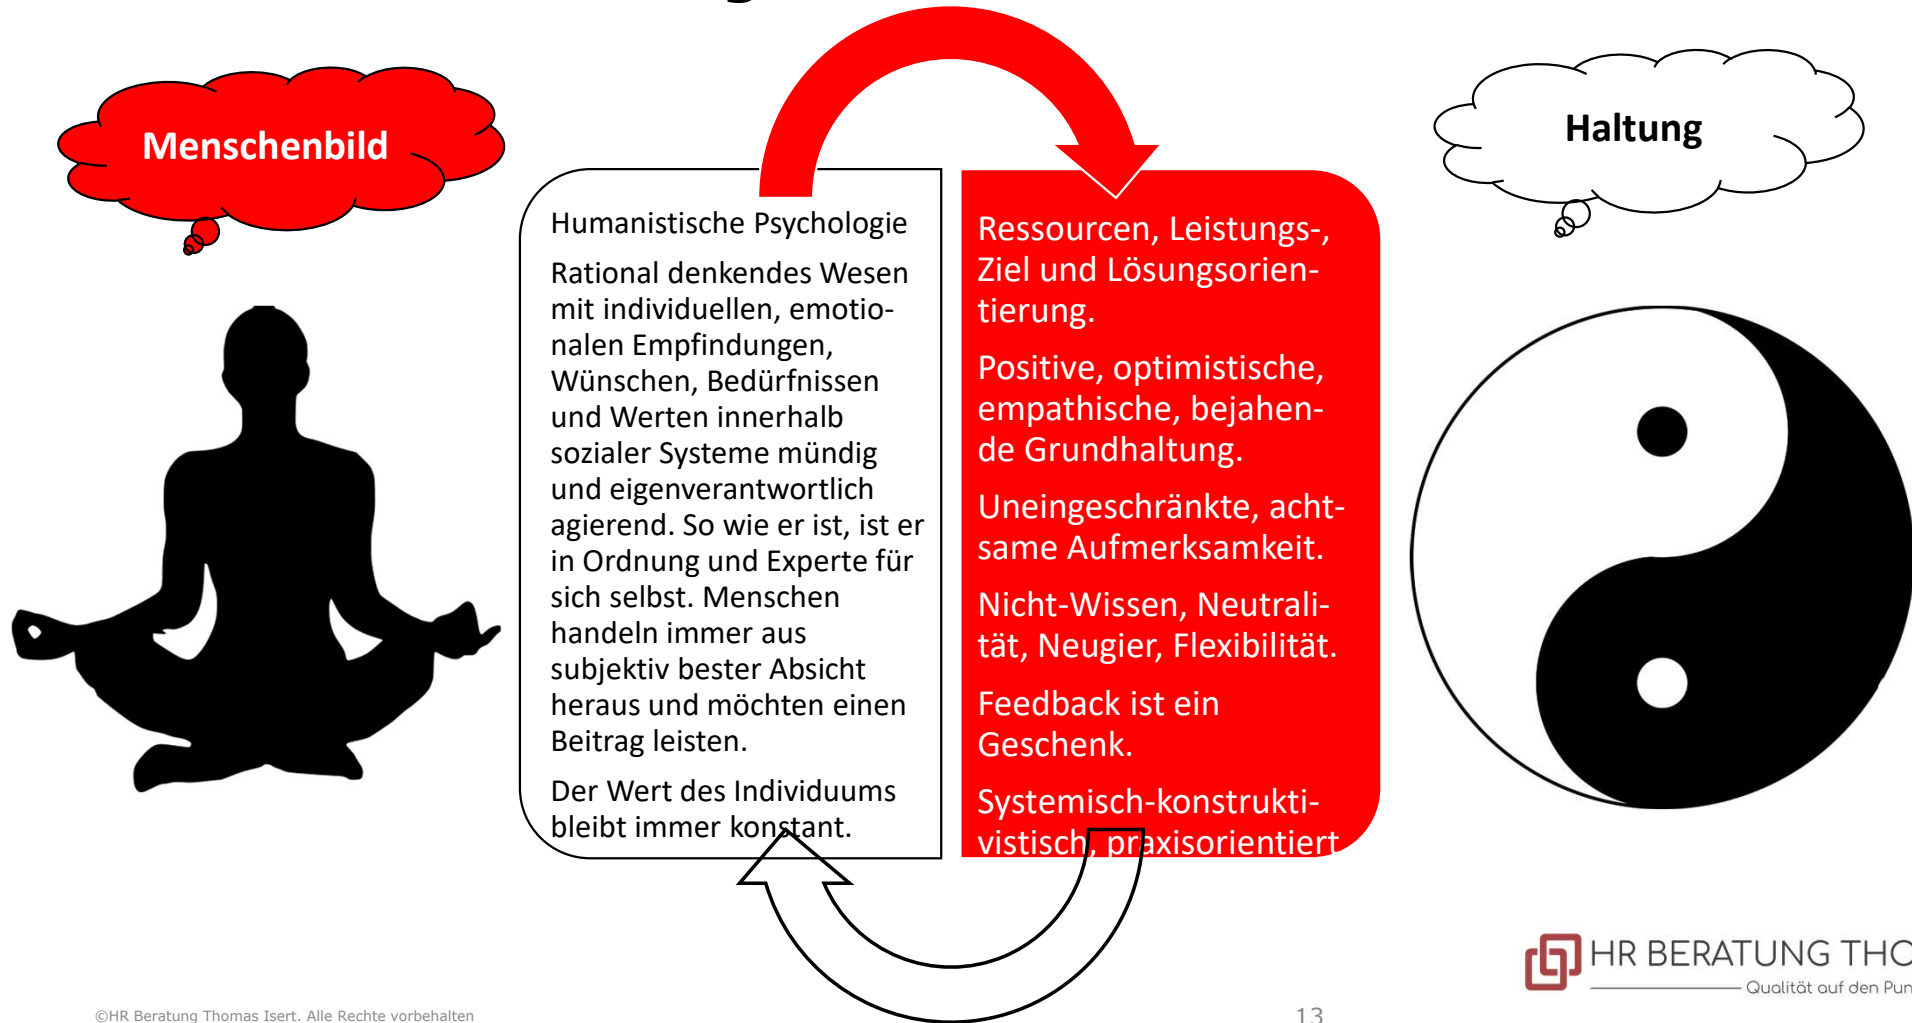 Menschenbild
Haltung
Humanistische Psychologie
Rational denkendes Wesen
mit individuellen, emotio-
nalen Empfindungen,
Wünschen, Bedürfnissen
und Werten innerhalb
sozialer Systeme mündig
und eigenverantwortlich
agierend. So wie er ist, ist er
in Ordnung und Experte für
sich selbst. Menschen
handeln immer aus
subjektiv bester Absicht
heraus und möchten einen
Beitrag leisten.
Der Wert des Individuums
bleibt immer konstant.
Ressourcen, Leistungs-,
Ziel und Lösungsorien-
tierung.
Positive, optimistische,
empathische, bejahen-
de Grundhaltung.
Uneingeschränkte, acht-
same Aufmerksamkeit.
Nicht-Wissen, Neutrali-
tät, Neugier, Flexibilität.
Feedback ist ein
Geschenk.
Systemisch-konstrukti-
vistisch, praxisorientiert
HR BERATUNG THO
Qualität auf den Pun
©HR Beratung Thomas Isert. Alle Rechte vorbehalten
13